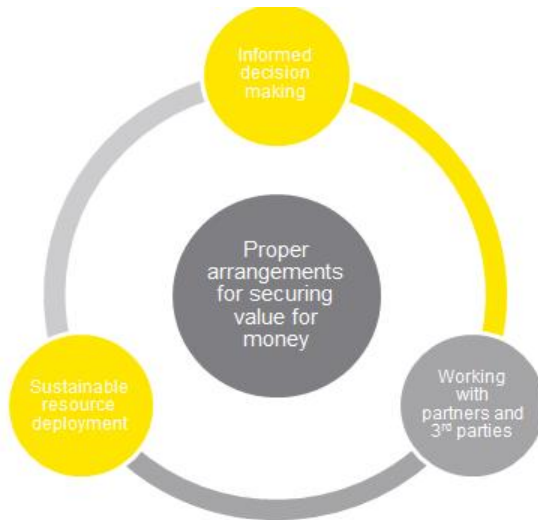 Informed
decision
making
Proper
arrangements
for securing
value for
money
Sustainable
resource
deployment
Working
with
partners and
3rd parties